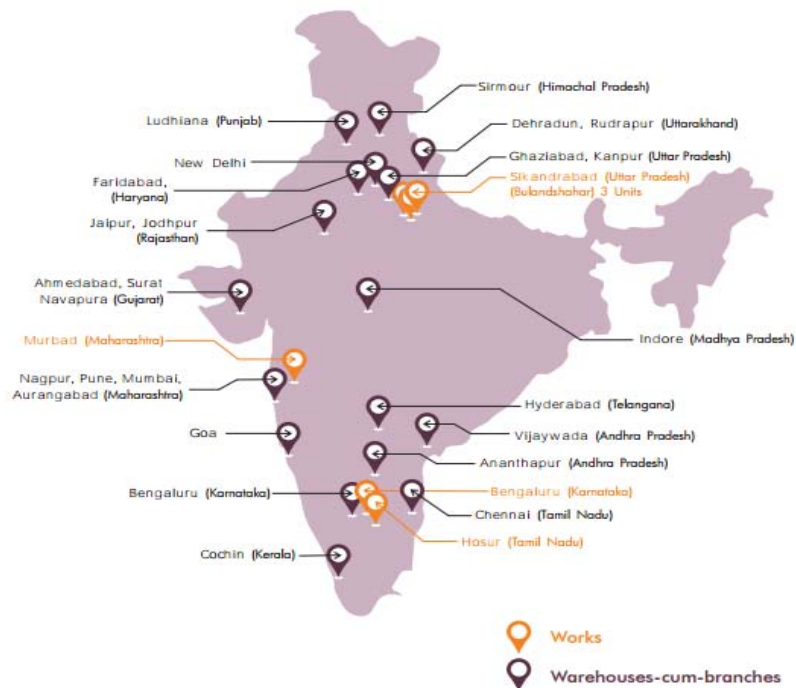 Sirmour (Himachal Pradesh)
Ludhiana (Punjab)
Dehradun, Rudrapur (Uttarakhand)
New Delhi
Ghaziabad, Kanpur (Uttar Pradesh)
Faridabad,
(Haryana)
Sikandrabad (Uttar Pradesh)
(Bulandshahar) 3 Units
Jaipur, Jodhpur
(Rajasthan)
Ahmedabad, Surat
Navapura (Gujarat)
Indore (Madhya Pradesh)
Murbad (Maharashtra)
Nagpur, Pune, Mumbai,
Aurangabad (Maharashtra)
Hyderabad (Telangana)
Goa
Vijaywada (Andhra Pradesh)
Ananthapur (Andhra Pradesh)
Bengaluru (Karnataka)
Bengaluru (Karnataka)
Chennai (Tamil Nadu)
Hosur (Tamil Nadu)
Cochin (Kerala)
Works
Warehouses-cum-branches